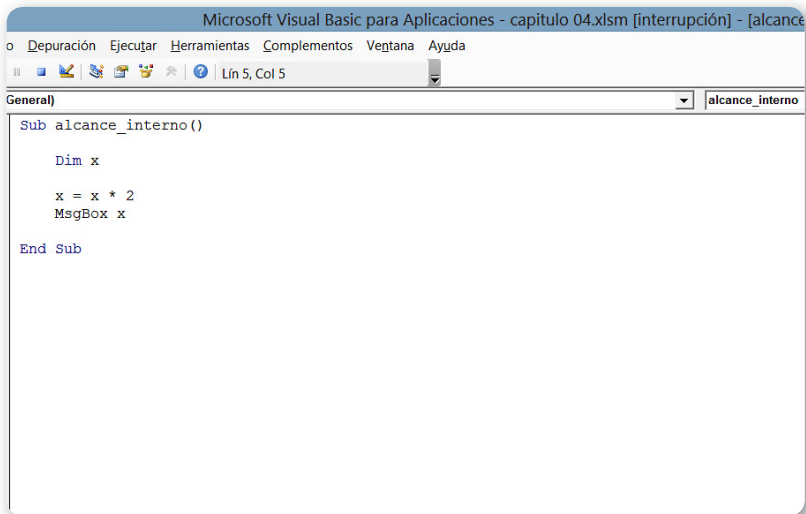 Microsoft Visual Basic para Aplicaciones - capitulo 04.xlsm [interrupción] - [alcance
o Depuración Ejecutar Herramientas Complementos Ventana Ayuda
Lín 5, Col 5
General) alcance_interno
Sub alcance_interno()
Dim x
x = x * 2
MsgBox x
End Sub